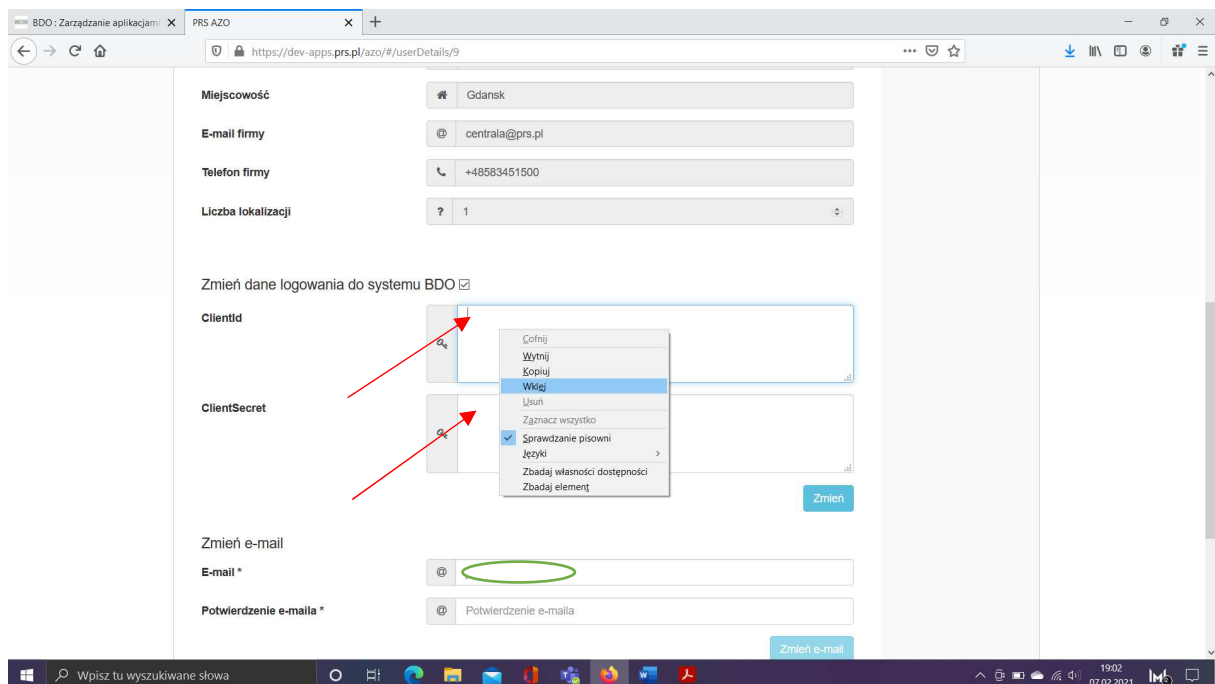 BDO : Zarządzanie aplikacjami
PRS AZO
https://dev-apps.prs.pl/azo/#/userDetails/9
Miejscowość
Gdansk
E-mail firmy
@ centrala@prs.pl
Telefon firmy
+48583451500
Liczba lokalizacji
? 1
Zmień dane logowania do systemu BDO
ClientId
Cofnij
Wytnij
Kopiuj
Wklej
Usuń
Zaznacz wszystko
Sprawdzanie pisowni
Języki
Zbadaj własności dostępności
Zbadaj element
ClientSecret
Zmień
Zmień e-mail
E-mail *
@
Potwierdzenie e-maila *
@ Potwierdzenie e-maila
Zmień e-mail
Wpisz tu wyszukiwane słowa
19:02
07.02.2021